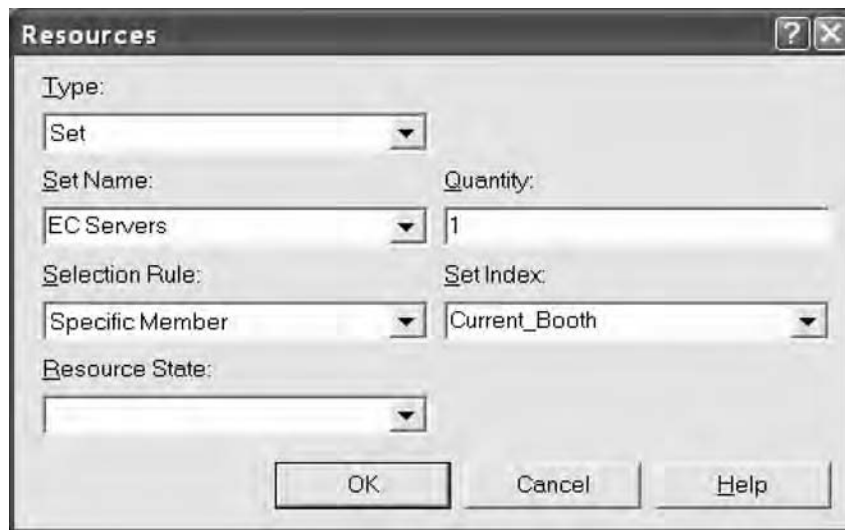 Resources
Type:
Set
Set Name:
Quantity:
EC Servers
1
Selection Rule:
Set Index:
Specific Member
Current_Booth
Resource State:
OK
Cancel
Help